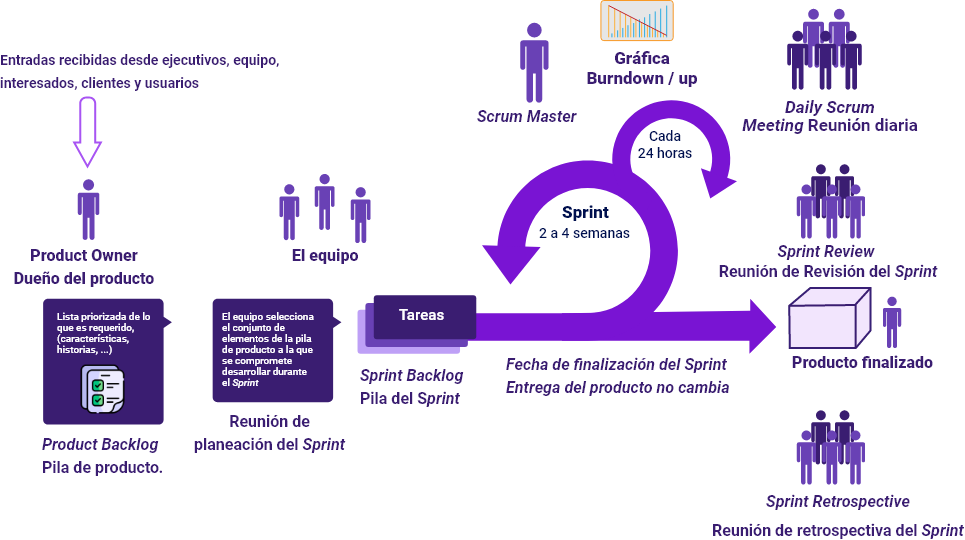 Entradas recibidas desde ejecutivos, equipo,
interesados, clientes y usuarios
Product Owner
Dueño del producto
Lista priorizada de lo
que es requerido,
(características,
historias, ...)
Product Backlog
Pila de producto.
El equipo
El equipo selecciona
el conjunto de
elementos de la pila
de producto a la que
se compromete
desarrollar durante
el Sprint
Reunión de
planeación del Sprint
Tareas
Sprint Backlog
Pila del Sprint
Scrum Master
Gráfica
Burndown / up
Cada
24 horas
Sprint
2 a 4 semanas
Fecha de finalización del Sprint
Entrega del producto no cambia
Daily Scrum
Meeting Reunión diaria
Sprint Review
Reunión de Revisión del Sprint
Producto finalizado
Sprint Retrospective
Reunión de retrospectiva del Sprint